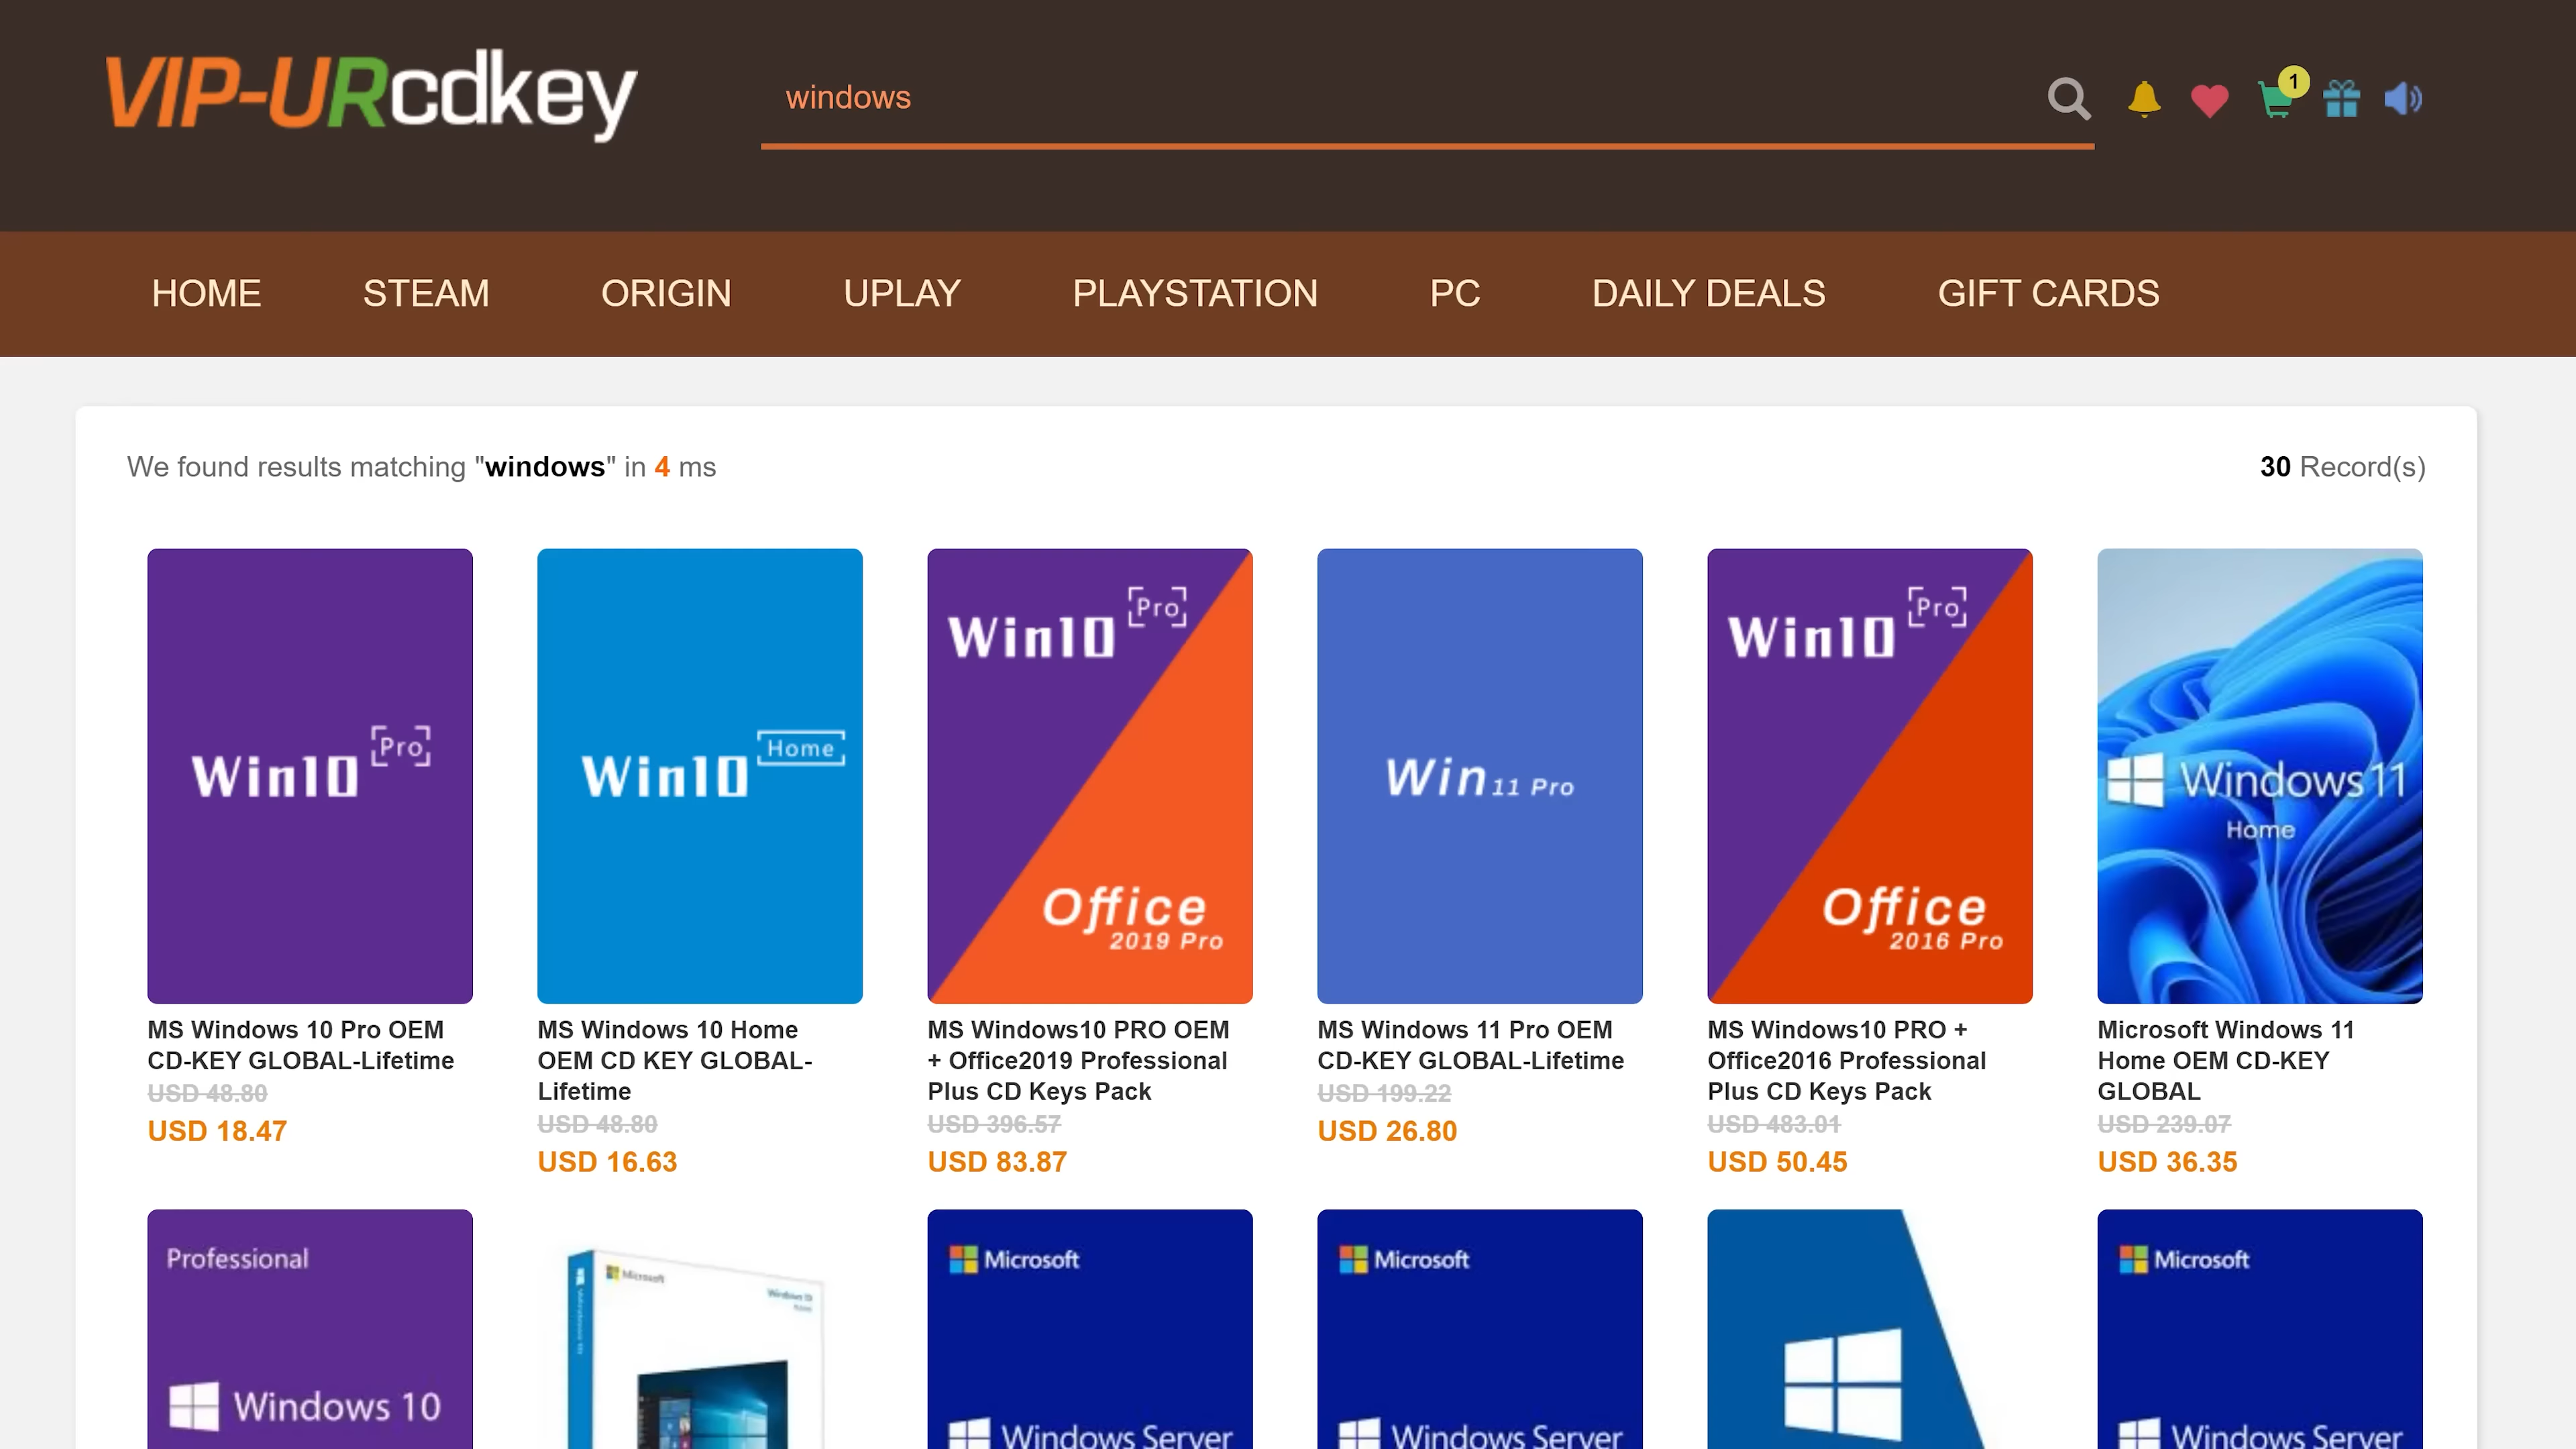 VIP-URcdkey
windows
1
HOME STEAM ORIGIN UPLAY PLAYSTATION PC DAILY DEALS GIFT CARDS
We found results matching "windows" in 4 ms
30 Record(s)
Win10 Pro
Win10 Home
Win10 Pro
Office
2019 Pro
Win 11 Pro
Win10 Pro
Office
2016 Pro
Windows 11
Home
MS Windows 10 Pro OEM
CD-KEY GLOBAL-Lifetime
USD 48.80
USD 18.47
MS Windows 10 Home
OEM CD KEY GLOBAL-
Lifetime
USD 48.80
USD 16.63
MS Windows10 PRO OEM
+ Office2019 Professional
Plus CD Keys Pack
USD 396.57
USD 83.87
MS Windows 11 Pro OEM
CD-KEY GLOBAL-Lifetime
USD 199.22
USD 26.80
MS Windows10 PRO +
Office2016 Professional
Plus CD Keys Pack
USD 483.01
USD 50.45
Microsoft Windows 11
Home OEM CD-KEY
GLOBAL
USD 239.07
USD 36.35
Professional
Windows 10
Microsoft
Windows 10
Microsoft
Windows Server
Microsoft
Windows Server
Microsoft
Windows Server